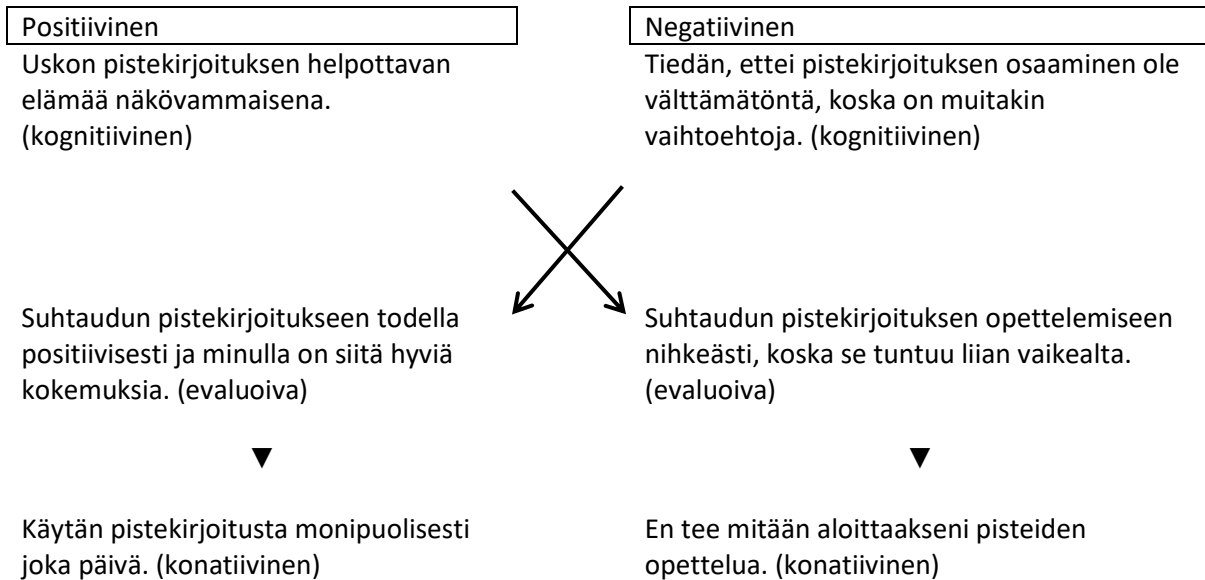 Positiivinen
Uskon pistekirjoituksen helpottavan
elämää näkövammaisena.
(kognitiivinen)
Negatiivinen
Tiedän, ettei pistekirjoituksen osaaminen ole
välttämätöntä, koska on muitakin
vaihtoehtoja. (kognitiivinen)
Suhtaudun pistekirjoitukseen todella
positiivisesti ja minulla on siitä hyviä
kokemuksia. (evaluoiva)
Suhtaudun pistekirjoituksen opettelemiseen
nihkeästi, koska se tuntuu liian vaikealta.
(evaluoiva)
Käytän pistekirjoitusta monipuolisesti
joka päivä. (konatiivinen)
En tee mitään aloittaakseni pisteiden
opettelua. (konatiivinen)